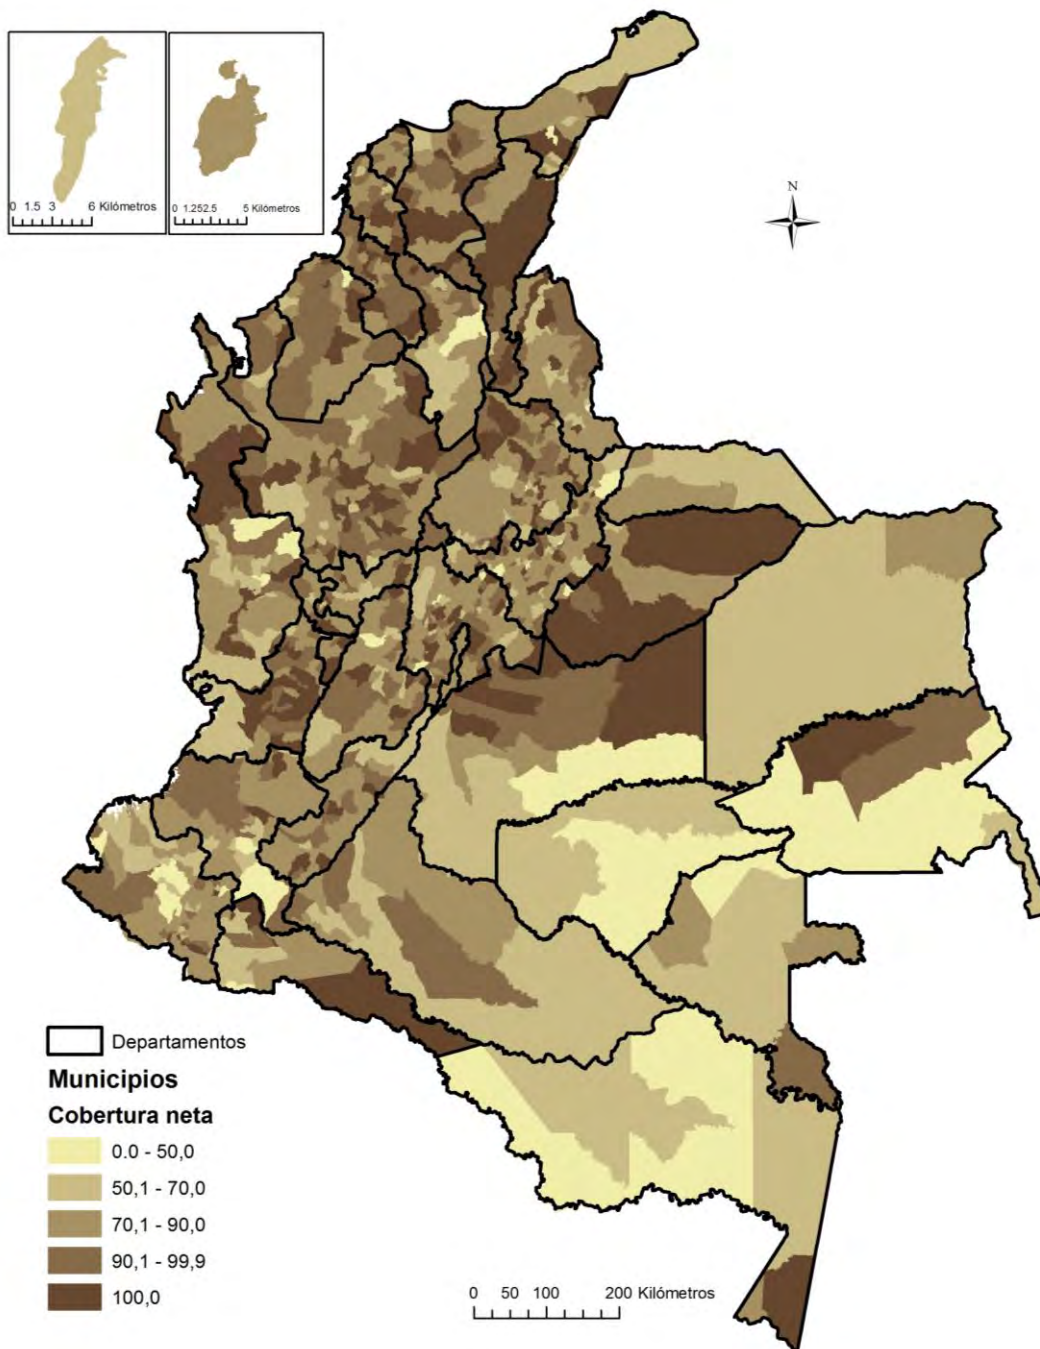 0 1.5 3 6 Kilómetros
0 1.252.5 5 Kilómetros
N
Departamentos
Municipios
Cobertura neta
0.0 - 50,0
50,1 - 70,0
70,1 - 90,0
90,1 - 99,9
100,0
0 50 100 200 Kilómetros